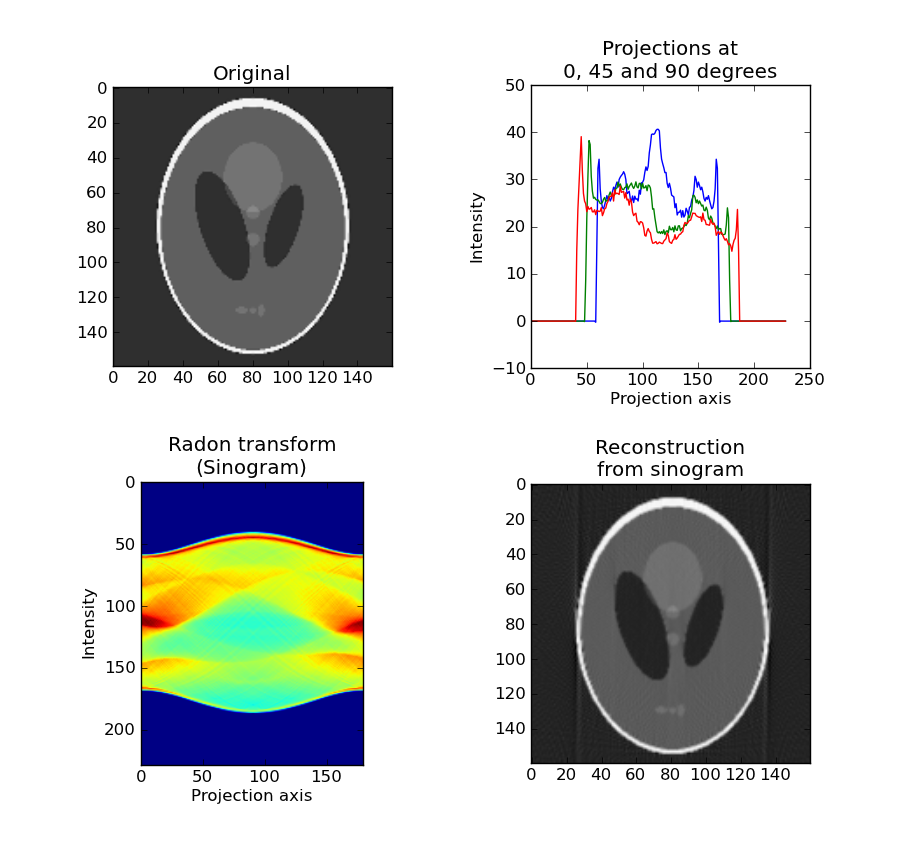 Original
0
20
40
60
80
100
120
140
0 20 40 60 80 100 120 140
Projections at
0, 45 and 90 degrees
50
40
30
20
10
0
−10
Intensity
0 50 100 150 200 250
Projection axis
Radon transform
(Sinogram)
0
50
100
150
200
Intensity
0 50 100 150
Projection axis
Reconstruction
from sinogram
0
20
40
60
80
100
120
140
0 20 40 60 80 100 120 140